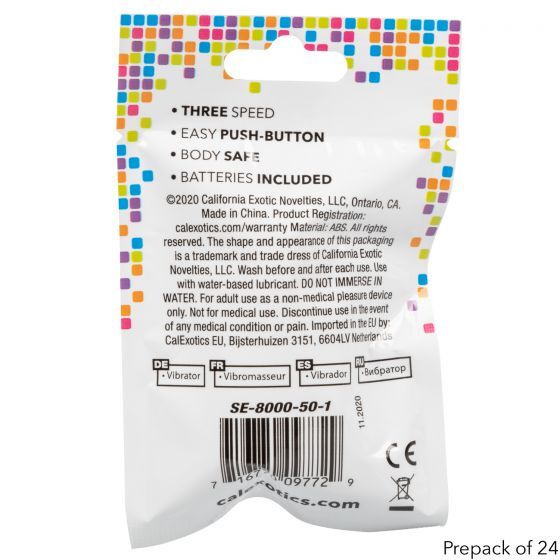 • THREE SPEED
• EASY PUSH-BUTTON
• BODY SAFE
• BATTERIES INCLUDED
©2020 California Exotic Novelties, LLC, Ontario, CA.
Made in China. Product Registration:
calexotics.com/warranty Material: ABS. All rights
reserved. The shape and appearance of this packaging
is a trademark and trade dress of California Exotic
Novelties, LLC. Wash before and after each use. Use
with water-based lubricant. DO NOT IMMERSE IN
WATER. For adult use as a non-medical pleasure device
only. Not for medical use. Discontinue use in the event
of any medical condition or pain. Imported in the EU by:
CalExotics EU, Bijsterhuizen 3151, 6604LV Netherlands
DE FR ES RU
• Vibrator • Vibromasseur • Vibrador • Вибратор
SE-8000-50-1
11.2020
CE
7 1671 09772 9
calexotics.com
Prepack of 24